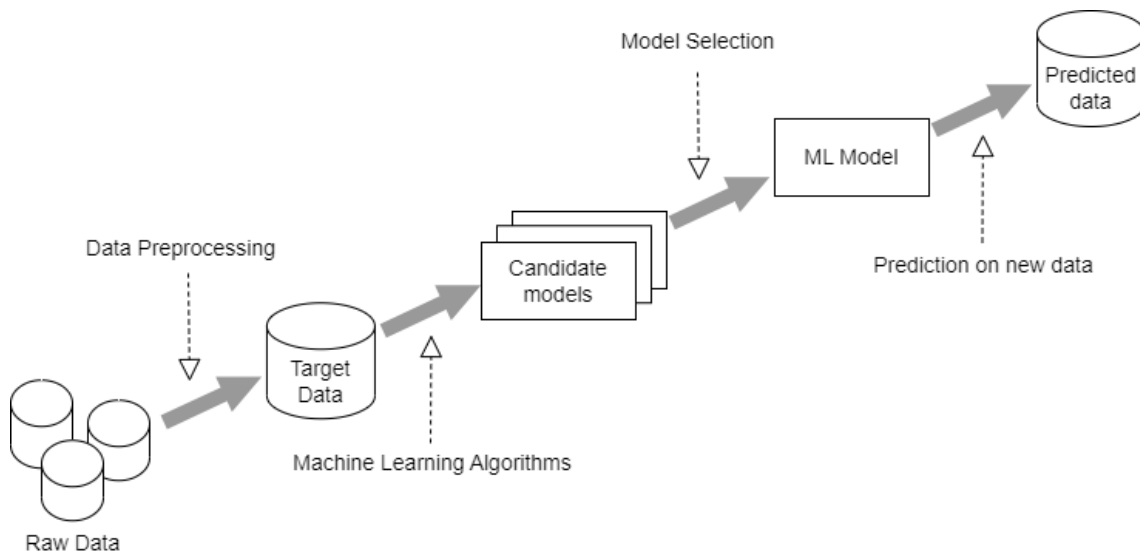 Model Selection
Predicted
data
ML Model
Data Preprocessing
Candidate
models
Prediction on new data
Target
Data
Machine Learning Algorithms
Raw Data